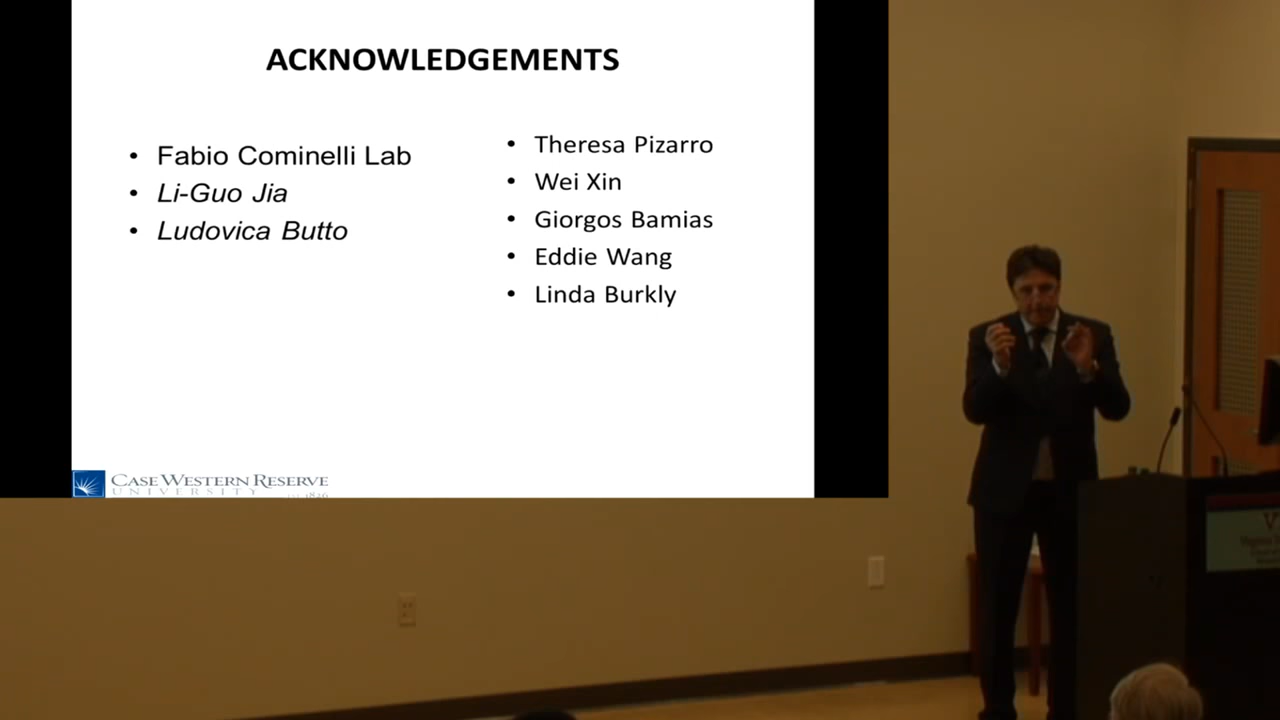 ACKNOWLEDGEMENTS
• Fabio Cominelli Lab
• Li-Guo Jia
• Ludovica Butto
• Theresa Pizarro
• Wei Xin
• Giorgos Bamias
• Eddie Wang
• Linda Burkly
CASE WESTERN RESERVE
UNIVERSITY
1826